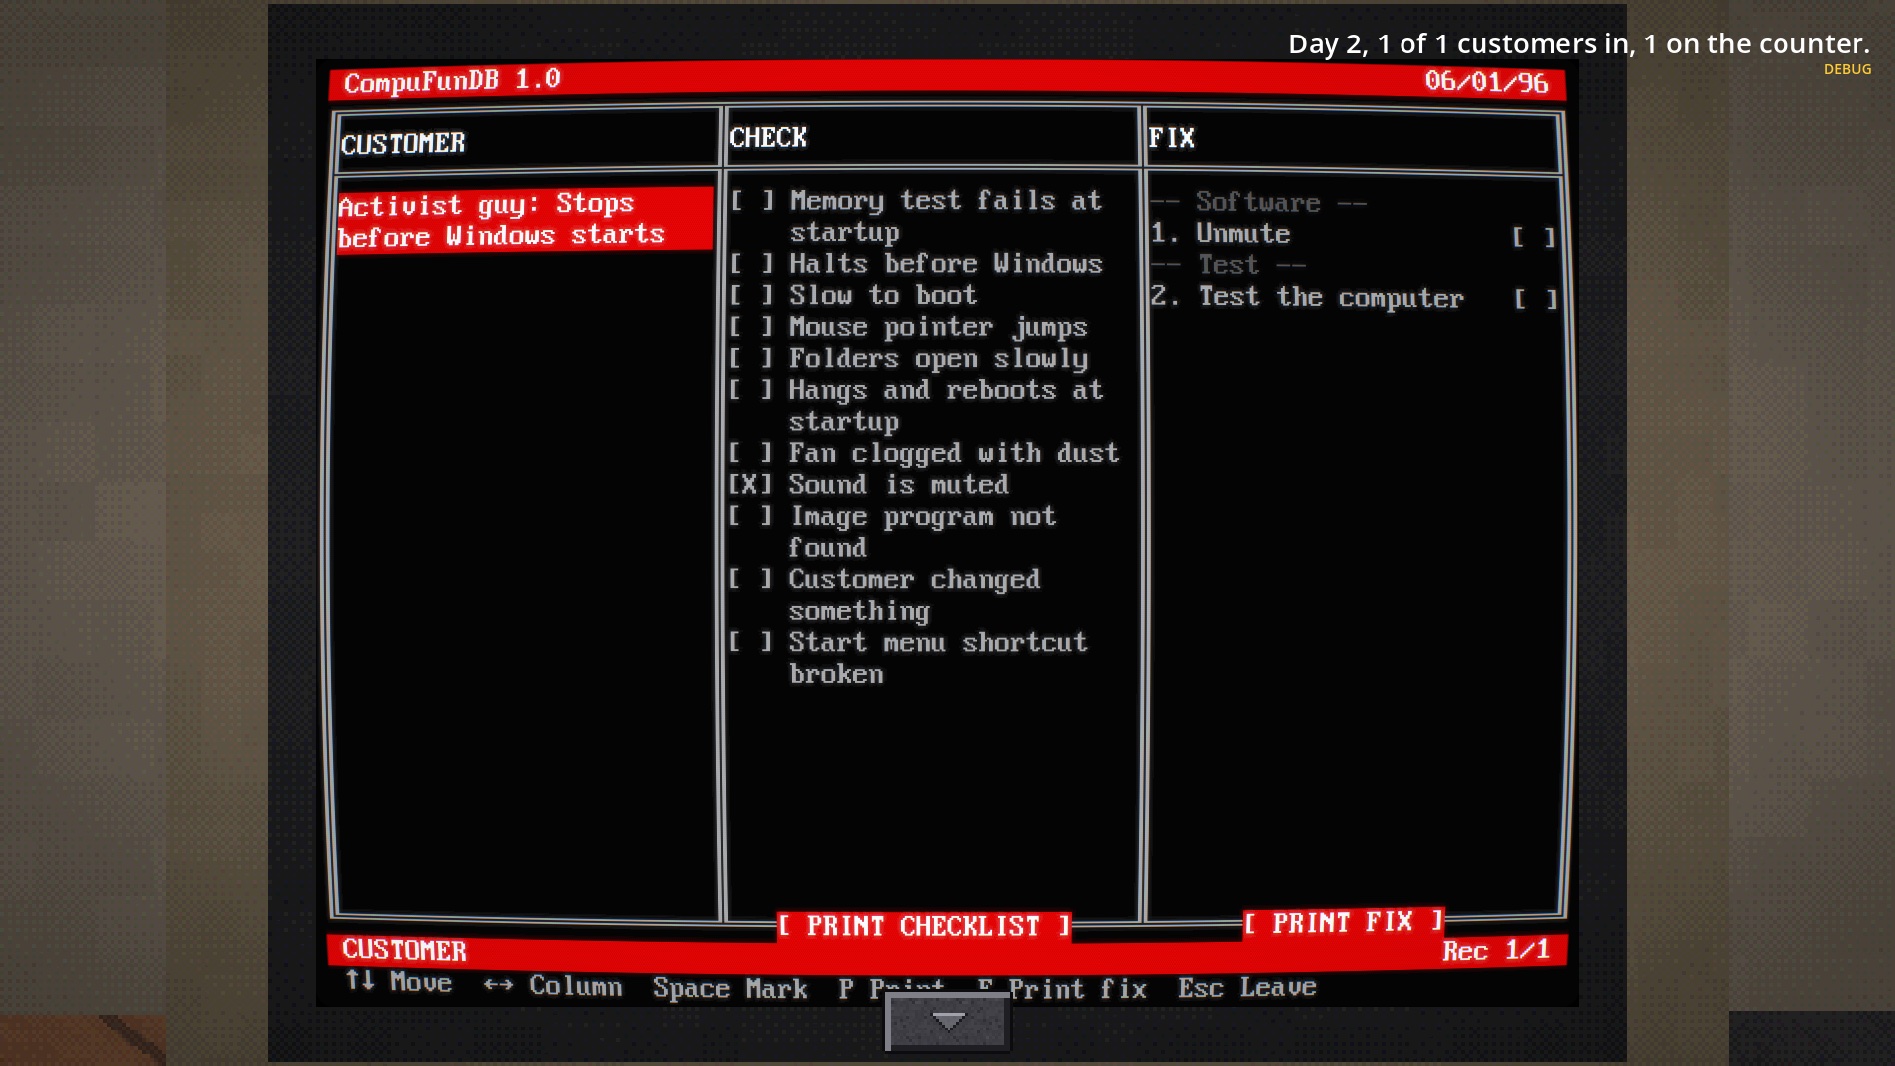 Day 2, 1 of 1 customers in, 1 on the counter.
DEBUG
CompuFunDB 1.0 06/01/96
CUSTOMER CHECK FIX
Activist guy: Stops
before Windows starts
[ ] Memory test fails at
startup
[ ] Halts before Windows
[ ] Slow to boot
[ ] Mouse pointer jumps
[ ] Folders open slowly
[ ] Hangs and reboots at
startup
[ ] Fan clogged with dust
[X] Sound is muted
[ ] Image program not
found
[ ] Customer changed
something
[ ] Start menu shortcut
broken
-- Software --
1. Unmute [ ]
-- Test --
2. Test the computer [ ]
[ PRINT CHECKLIST ] [ PRINT FIX ]
CUSTOMER Rec 1/1
↑↓ Move ↔ Column Space Mark P Print F Print fix Esc Leave